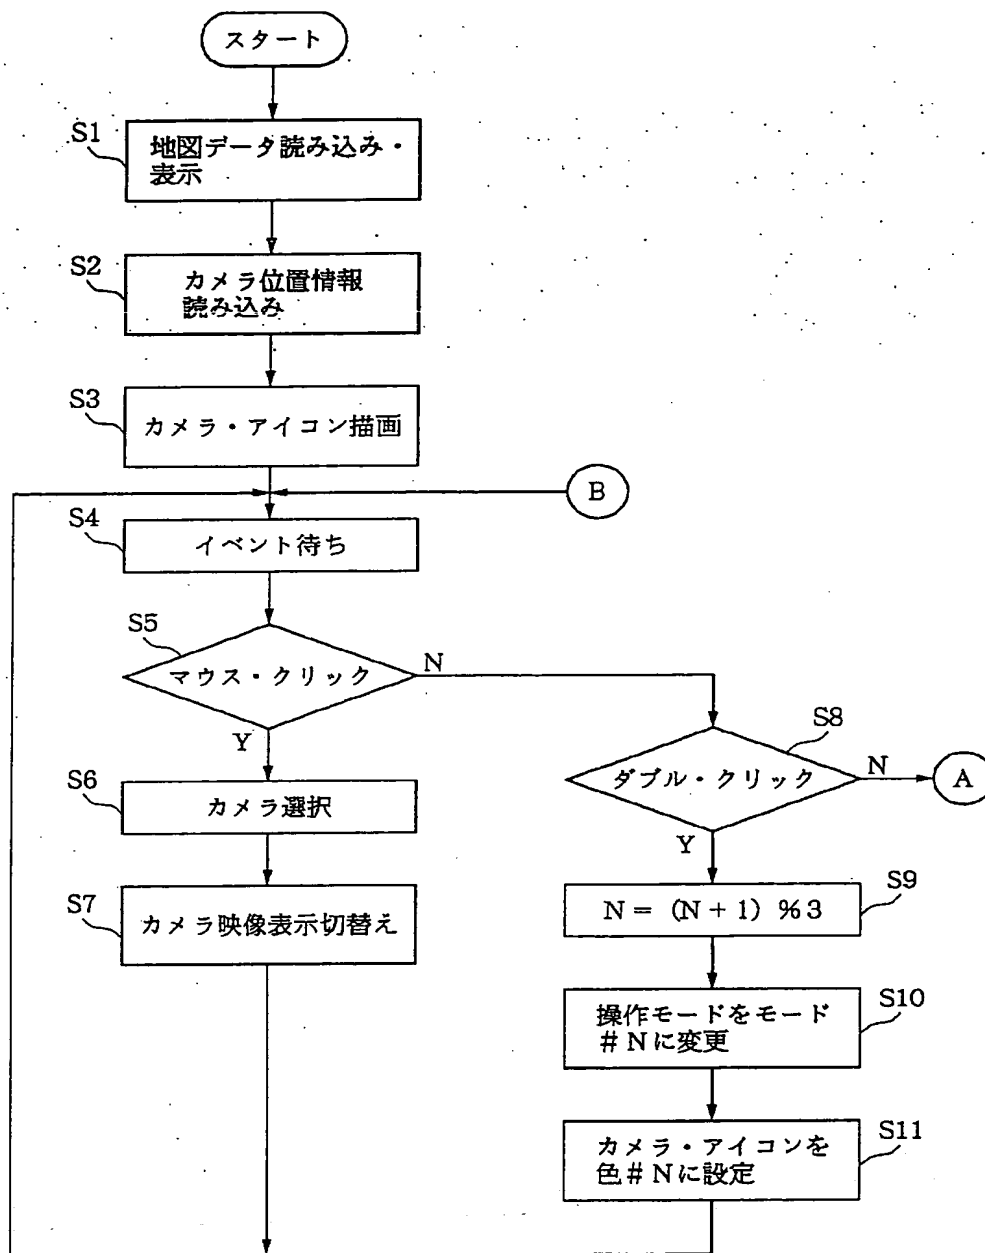 スタート
S1
地図データ読み込み・
表示
S2
カメラ位置情報
読み込み
S3
カメラ・アイコン描画
B
S4
イベント待ち
S5
マウス・クリック
N
Y
S6
カメラ選択
S7
カメラ映像表示切替え
S8
ダブル・クリック
N
A
Y
S9
N = (N + 1) %3
S10
操作モードをモード
#Nに変更
S11
カメラ・アイコンを
色#Nに設定